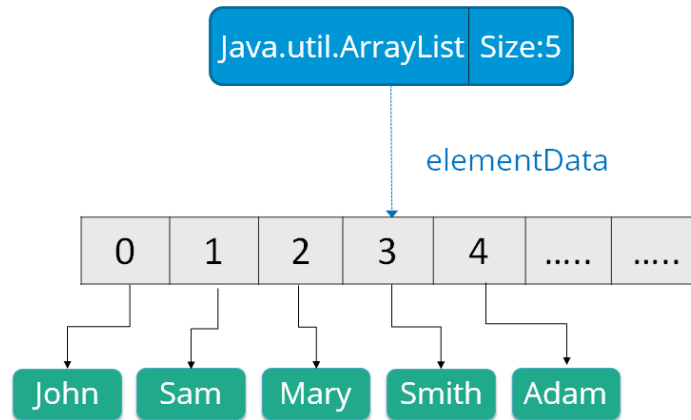 Java.util.ArrayList Size:5
elementData
0 1 2 3 4 ..... .....
John Sam Mary Smith Adam